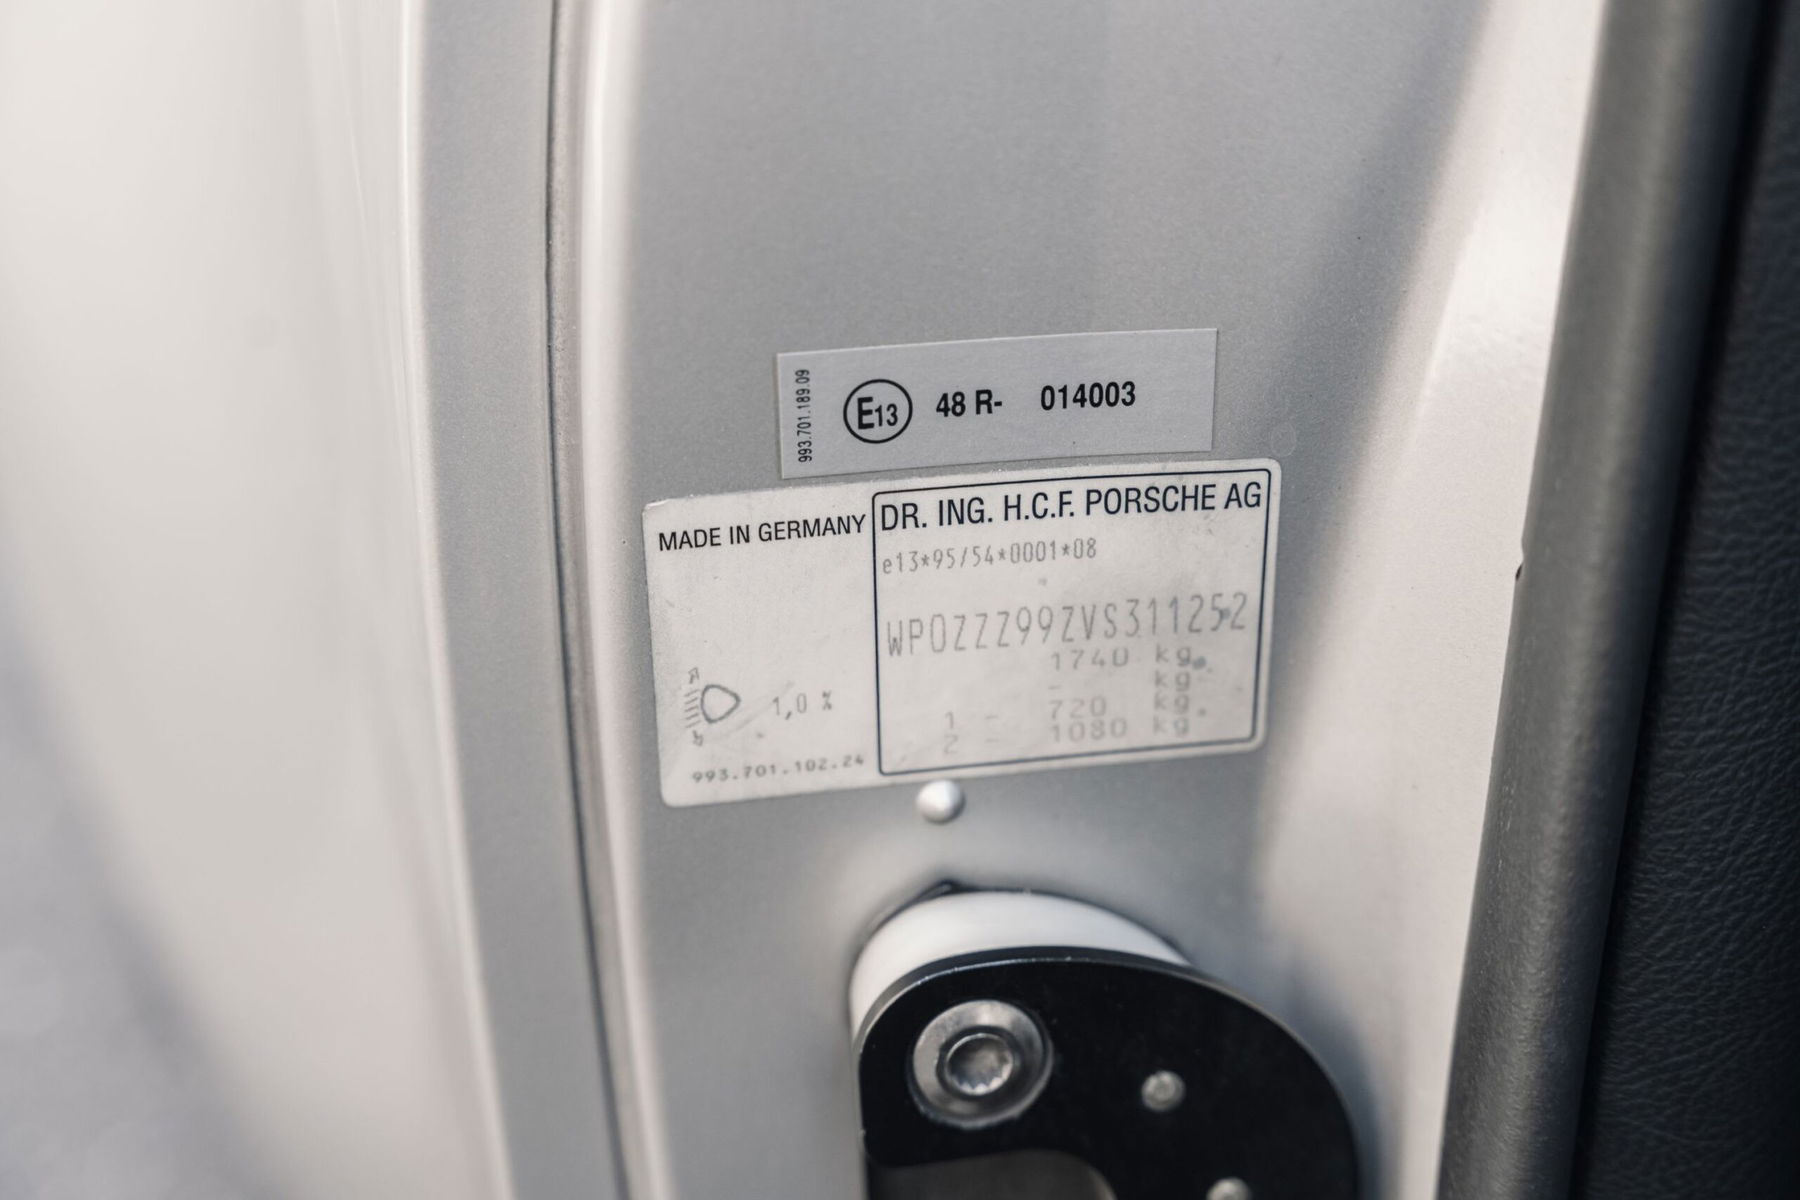 993.701.189.09
E13 48 R- 014003
MADE IN GERMANY
DR. ING. H.C.F. PORSCHE AG
e13*95/54*0001*08
WP0ZZZ99ZVS311252
1740 kg
- kg
1 - 720 kg
2 - 1080 kg
1,0 %
993.701.102.24